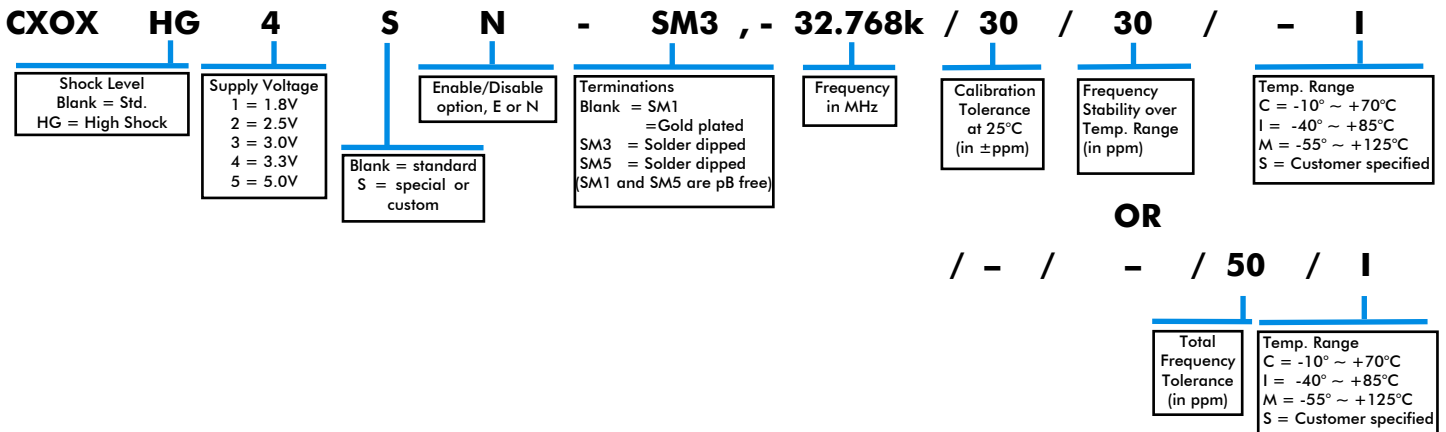 CXOX HG 4 S N - SM3 , - 32.768k / 30 / 30 / – I
Shock Level
Blank = Std.
HG = High Shock
Supply Voltage
1 = 1.8V
2 = 2.5V
3 = 3.0V
4 = 3.3V
5 = 5.0V
Blank = standard
S = special or
custom
Enable/Disable
option, E or N
Terminations
Blank = SM1
=Gold plated
SM3 = Solder dipped
SM5 = Solder dipped
(SM1 and SM5 are pB free)
Frequency
in MHz
Calibration
Tolerance
at 25°C
(in ±ppm)
Frequency
Stability over
Temp. Range
(in ppm)
Temp. Range
C = -10° ~ +70°C
I = -40° ~ +85°C
M = -55° ~ +125°C
S = Customer specified
OR
/ – / – / 50 / I
Total
Frequency
Tolerance
(in ppm)
Temp. Range
C = -10° ~ +70°C
I = -40° ~ +85°C
M = -55° ~ +125°C
S = Customer specified